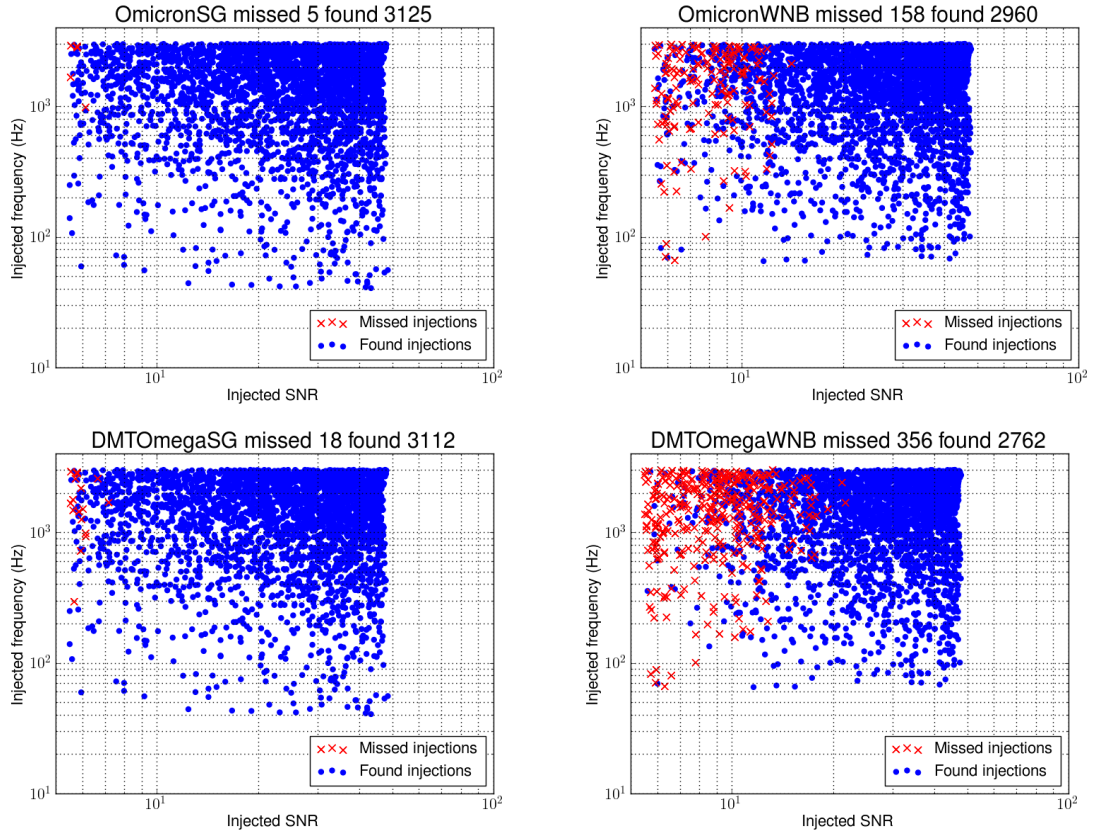 OmicronSG missed 5 found 3125
Injected frequency (Hz)
10^3
10^2
10^1
10^1
10^2
Injected SNR
Missed injections
Found injections
OmicronWNB missed 158 found 2960
Injected frequency (Hz)
10^3
10^2
10^1
10^1
10^2
Injected SNR
Missed injections
Found injections
DMTOmegaSG missed 18 found 3112
Injected frequency (Hz)
10^3
10^2
10^1
10^1
10^2
Injected SNR
Missed injections
Found injections
DMTOmegaWNB missed 356 found 2762
Injected frequency (Hz)
10^3
10^2
10^1
10^1
10^2
Injected SNR
Missed injections
Found injections